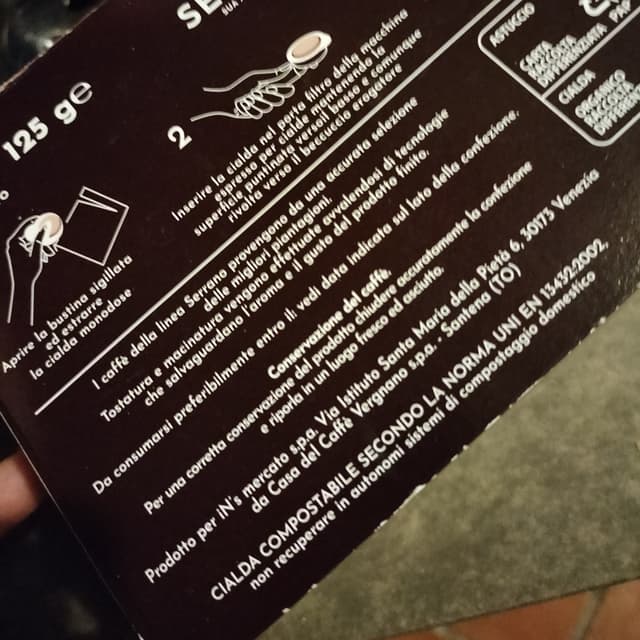 125 g e
Aprire la bustina sigillata
ed estrarre
la cialda monodose
2
Inserire la cialda nel porta filtro della macchina
espresso per cialde mantenendo la
superficie puntinata verso il basso e comunque
rivolta verso il beccuccio erogatore
I caffè della linea Serrano provengono da una accurata selezione
delle migliori piantagioni.
Tostatura e macinatura vengono effettuate avvalendosi di tecnologie
che salvaguardano l'aroma e il gusto del prodotto finito.
Da consumarsi preferibilmente entro il: vedi data indicata sul lato della confezione.
Conservazione del caffè.
Per una corretta conservazione del prodotto chiudere accuratamente la confezione
e riporla in un luogo fresco ed asciutto.
Prodotto per iN's mercato s.p.a. Via Istituto Santa Maria della Pietà 6, 30173 Venezia
da Casa del Caffè Vergnano s.p.a. - Santena (TO)
CIALDA COMPOSTABILE SECONDO LA NORMA UNI EN 13432:2002,
non recuperare in autonomi sistemi di compostaggio domestico
ASTUCCIO
CARTA
RACCOLTA
DIFFERENZIATA
PAP
CIALDA
ORGANICO
RACCOLTA